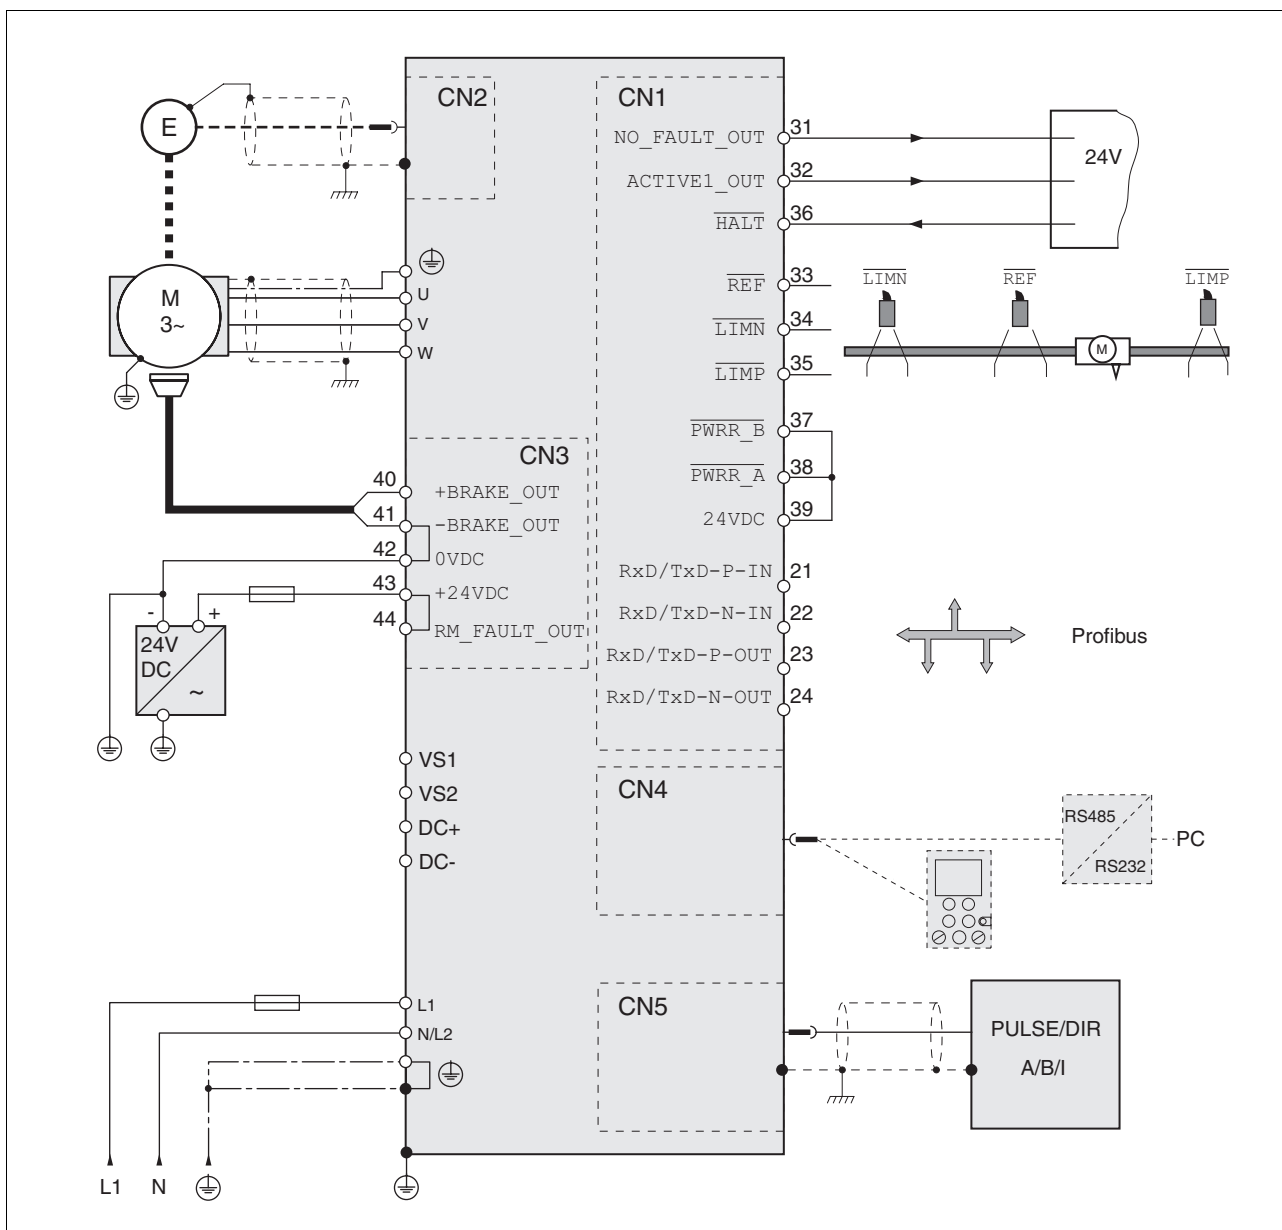 CN2
CN1
E
NO_FAULT_OUT 31
24V
ACTIVE1_OUT 32
HALT 36
U
V
W
M
3~
REF 33
LIMN 34
LIMP 35
LIMN REF LIMP
M
PWRR_B 37
PWRR_A 38
24VDC 39
CN3
40 +BRAKE_OUT
41 -BRAKE_OUT
42 0VDC
43 +24VDC
44 RM_FAULT_OUT
- +
24V
DC
~
RxD/TxD-P-IN 21
RxD/TxD-N-IN 22
RxD/TxD-P-OUT 23
RxD/TxD-N-OUT 24
Profibus
VS1
VS2
DC+
DC-
CN4
RS485
RS232
PC
L1
N/L2
CN5
PULSE/DIR
A/B/I
L1 N